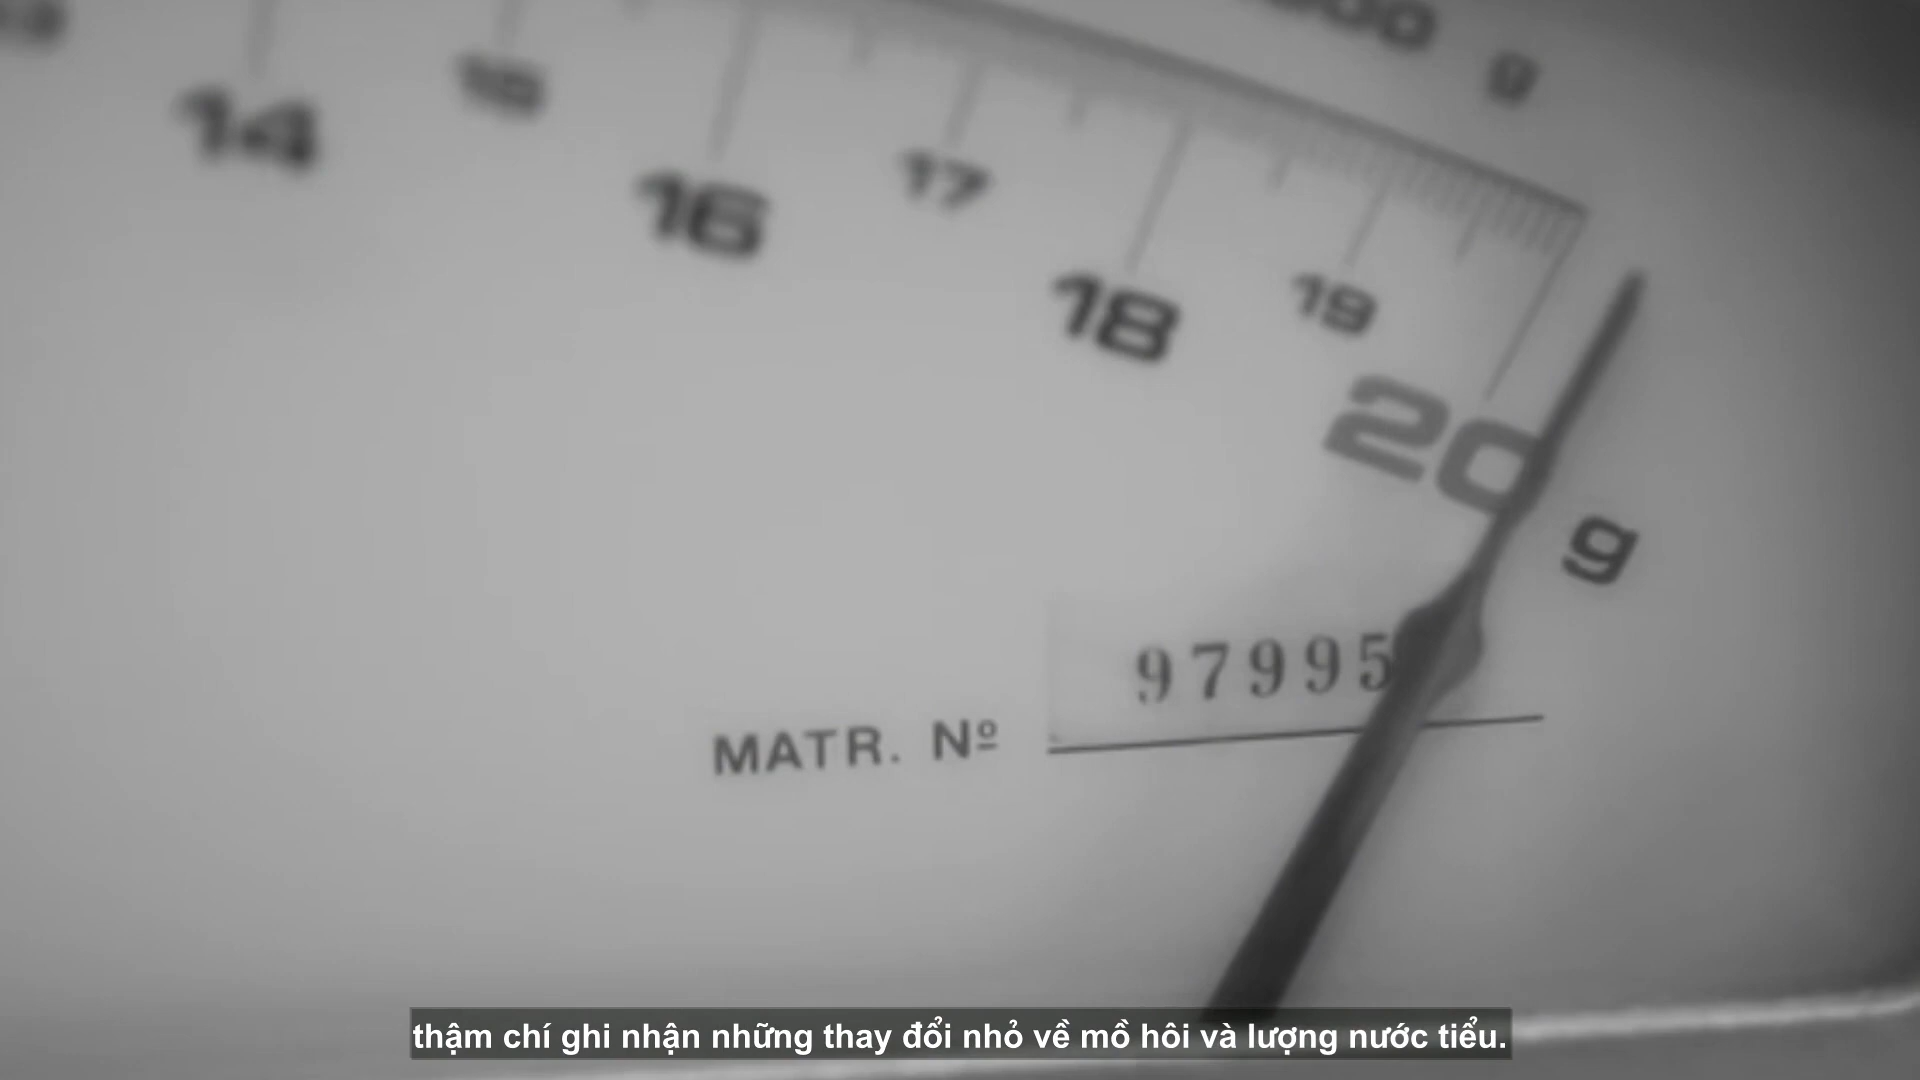 g
14
16
17
18
19
20
g
97995
MATR. Nº
thậm chí ghi nhận những thay đổi nhỏ về mồ hôi và lượng nước tiểu.